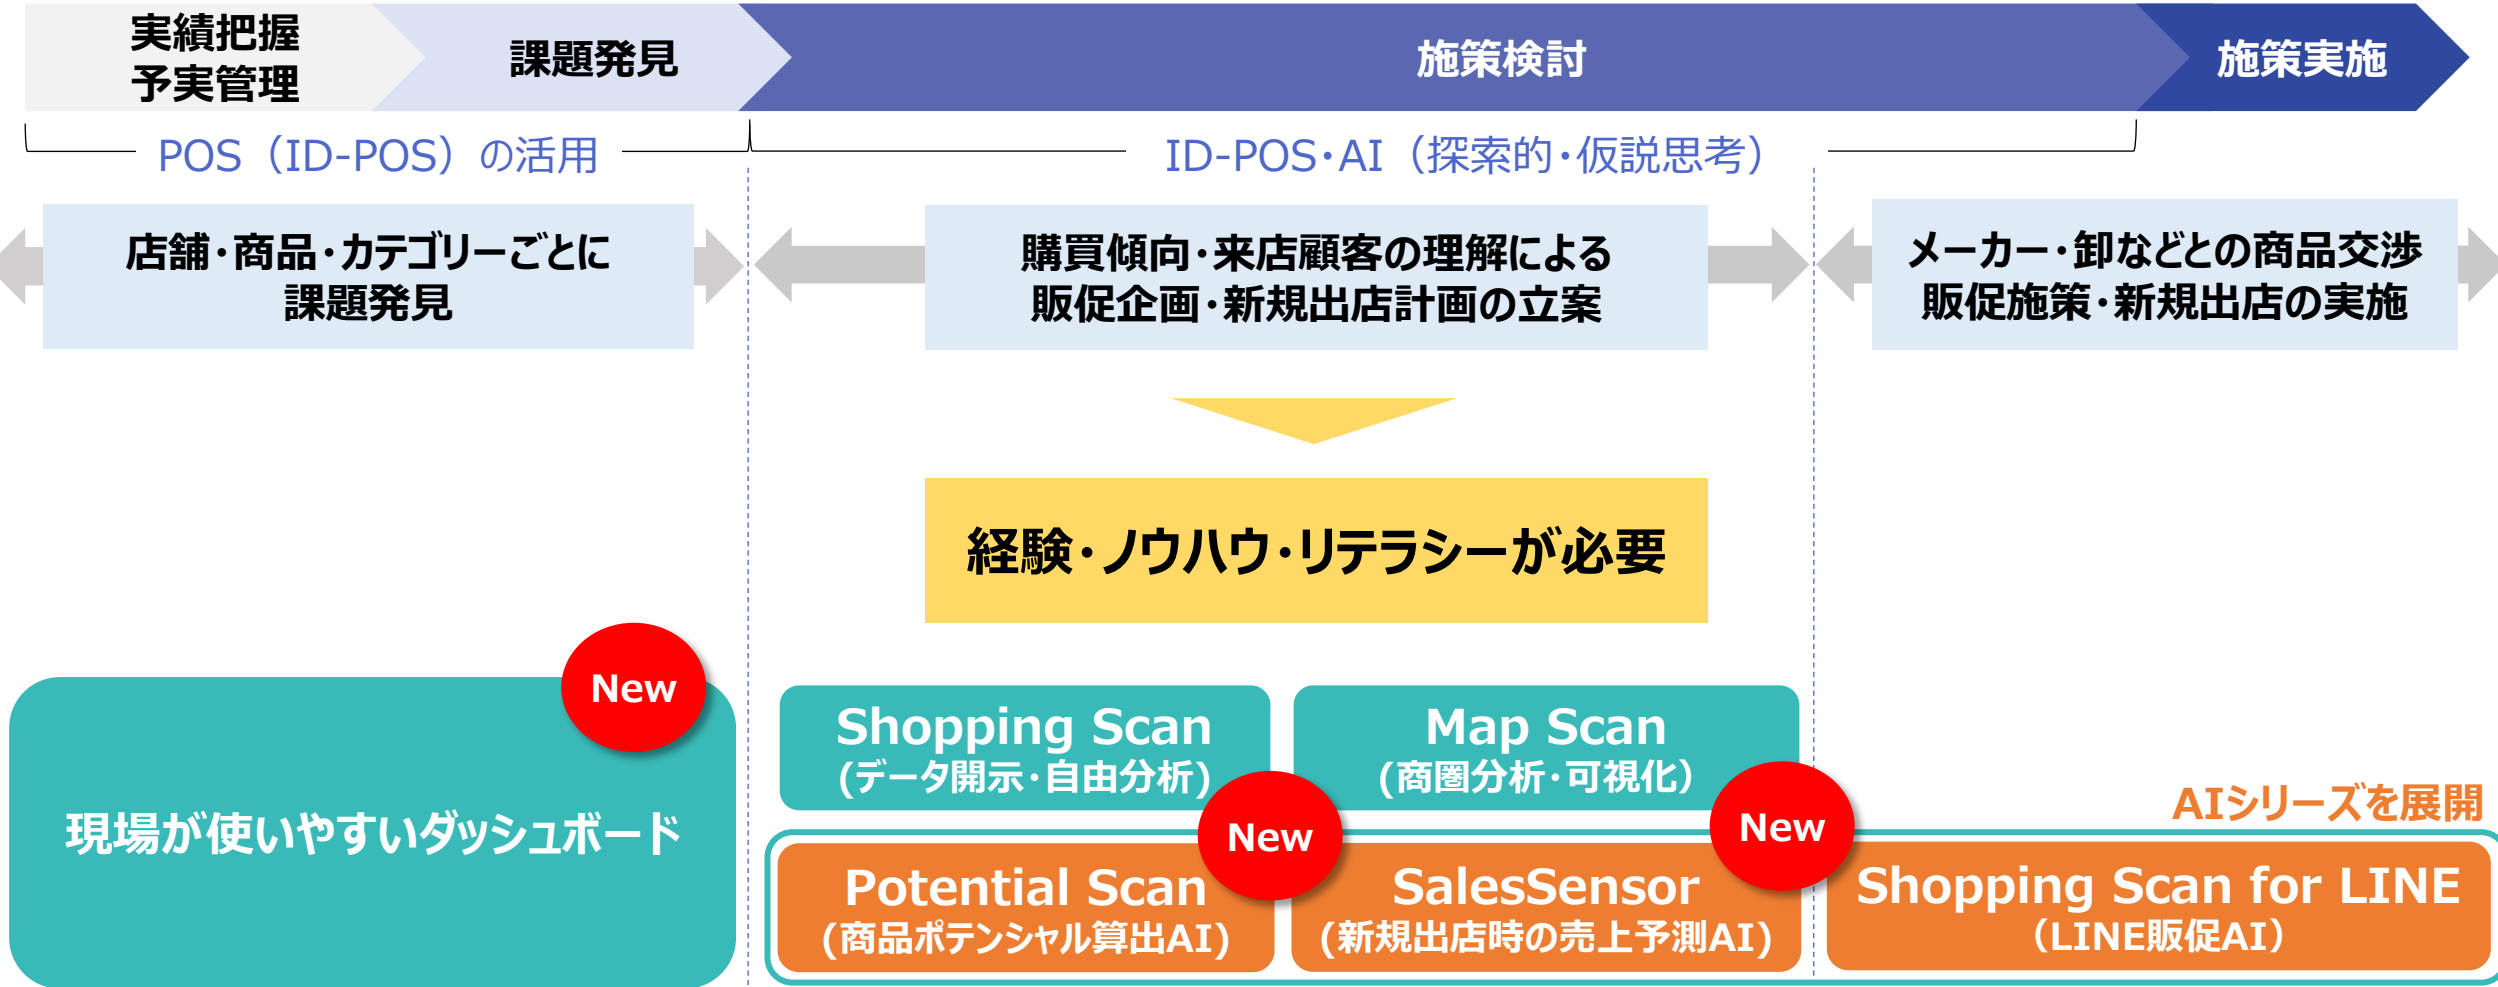 実績把握
予実管理
課題発見
施策検討
施策実施
POS（ID-POS）の活用
ID-POS・AI（探索的・仮説思考）
店舗・商品・カテゴリーごとに
課題発見
購買傾向・来店顧客の理解による
販促企画・新規出店計画の立案
メーカー・卸などとの商品交渉
販促施策・新規出店の実施
経験・ノウハウ・リテラシーが必要
New
現場が使いやすいダッシュボード
Shopping Scan
(データ開示・自由分析)
Map Scan
(商圏分析・可視化）
AIシリーズを展開
New
New
Potential Scan
（商品ポテンシャル算出AI）
SalesSensor
（新規出店時の売上予測AI）
Shopping Scan for LINE
（LINE販促AI）